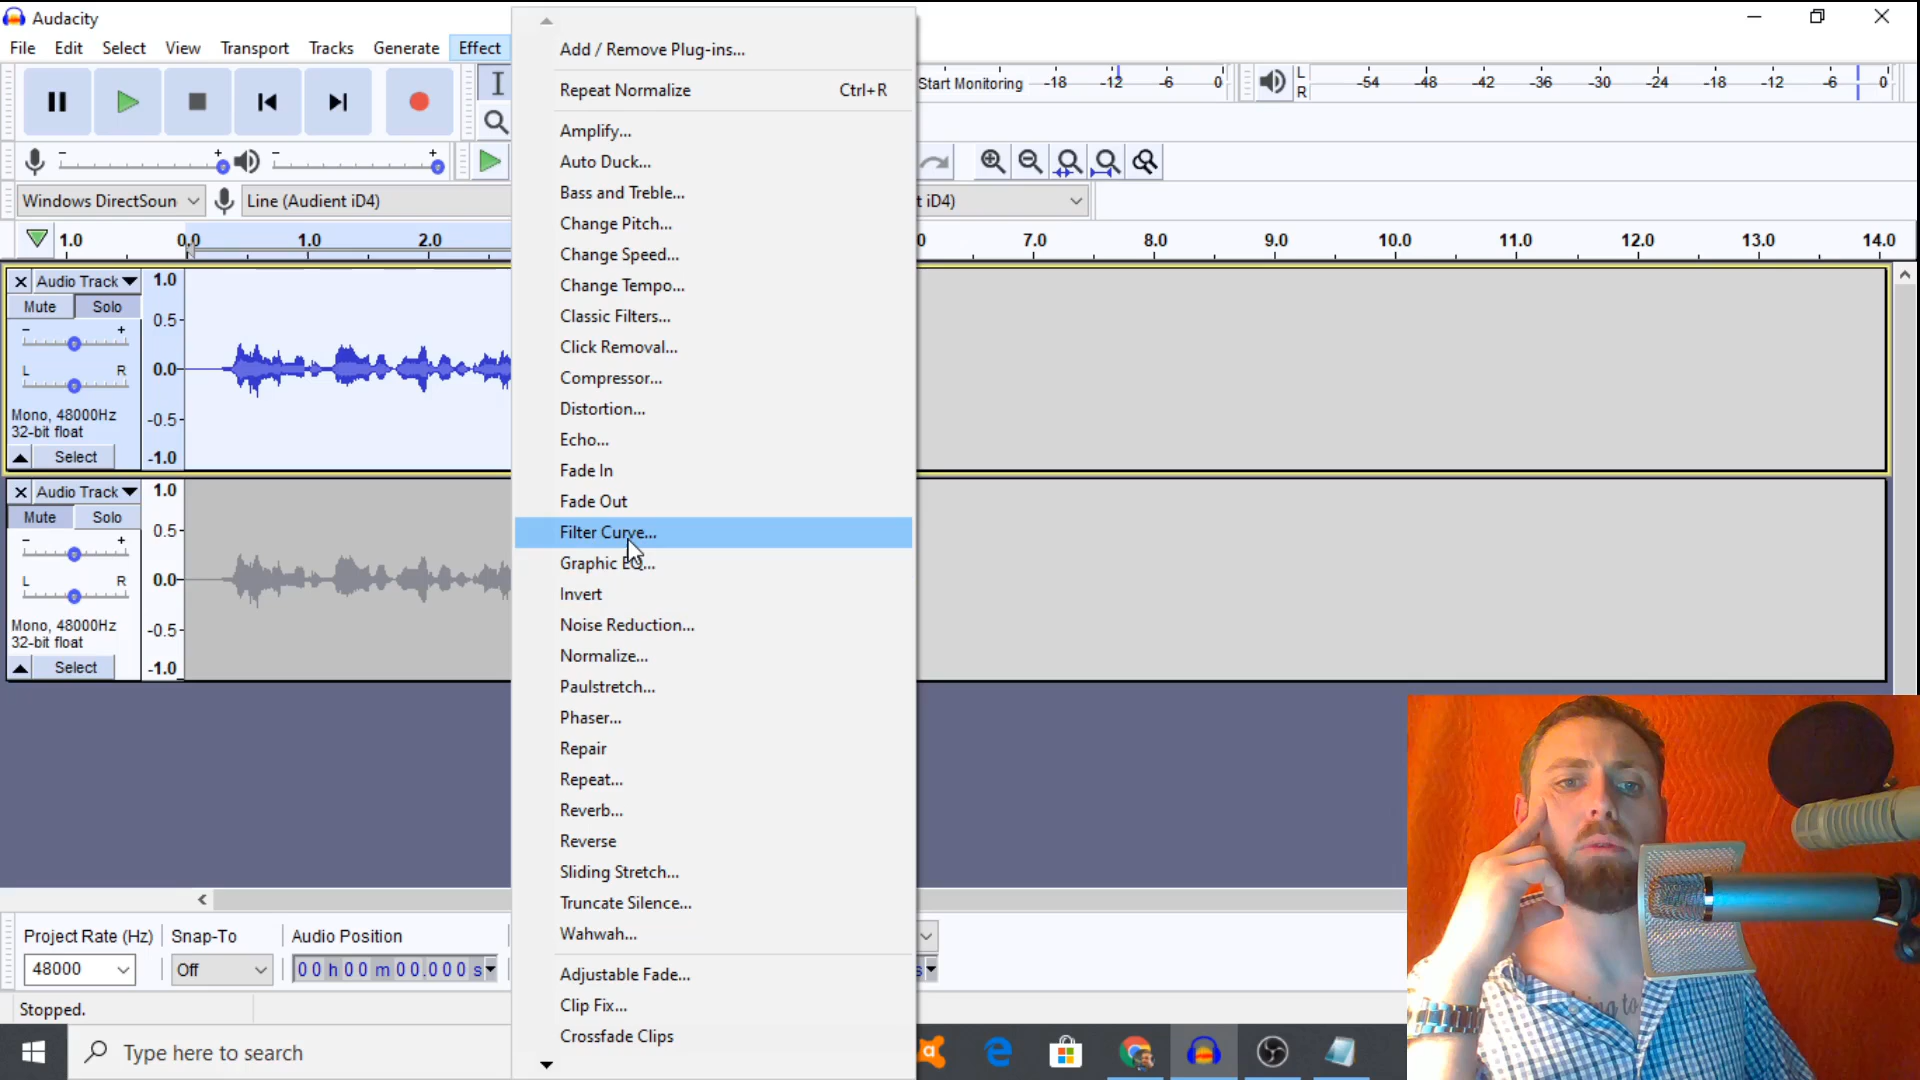 Audacity
File Edit Select View Transport Tracks Generate Effect
Add / Remove Plug-ins...
Repeat Normalize Ctrl+R
Amplify...
Auto Duck...
Bass and Treble...
Change Pitch...
Change Speed...
Change Tempo...
Classic Filters...
Click Removal...
Compressor...
Distortion...
Echo...
Fade In
Fade Out
Filter Curve...
Graphic EQ...
Invert
Noise Reduction...
Normalize...
Paulstretch...
Phaser...
Repair
Repeat...
Reverb...
Reverse
Sliding Stretch...
Truncate Silence...
Wahwah...
Adjustable Fade...
Clip Fix...
Crossfade Clips
Start Monitoring -18 -12 -6 0
L
R
-54 -48 -42 -36 -30 -24 -18 -12 -6 0
- +
- +
Windows DirectSoun
Line (Audient iD4)
t iD4)
1.0 0.0 1.0 2.0 0 7.0 8.0 9.0 10.0 11.0 12.0 13.0 14.0
Audio Track
Mute Solo
- +
L R
Mono, 48000Hz
32-bit float
Select
1.0
0.5
0.0
-0.5
-1.0
Audio Track
Mute Solo
- +
L R
Mono, 48000Hz
32-bit float
Select
1.0
0.5
0.0
-0.5
-1.0
Project Rate (Hz) Snap-To Audio Position
48000 Off 00 h 00 m 00.000 s
s
Stopped.
Type here to search